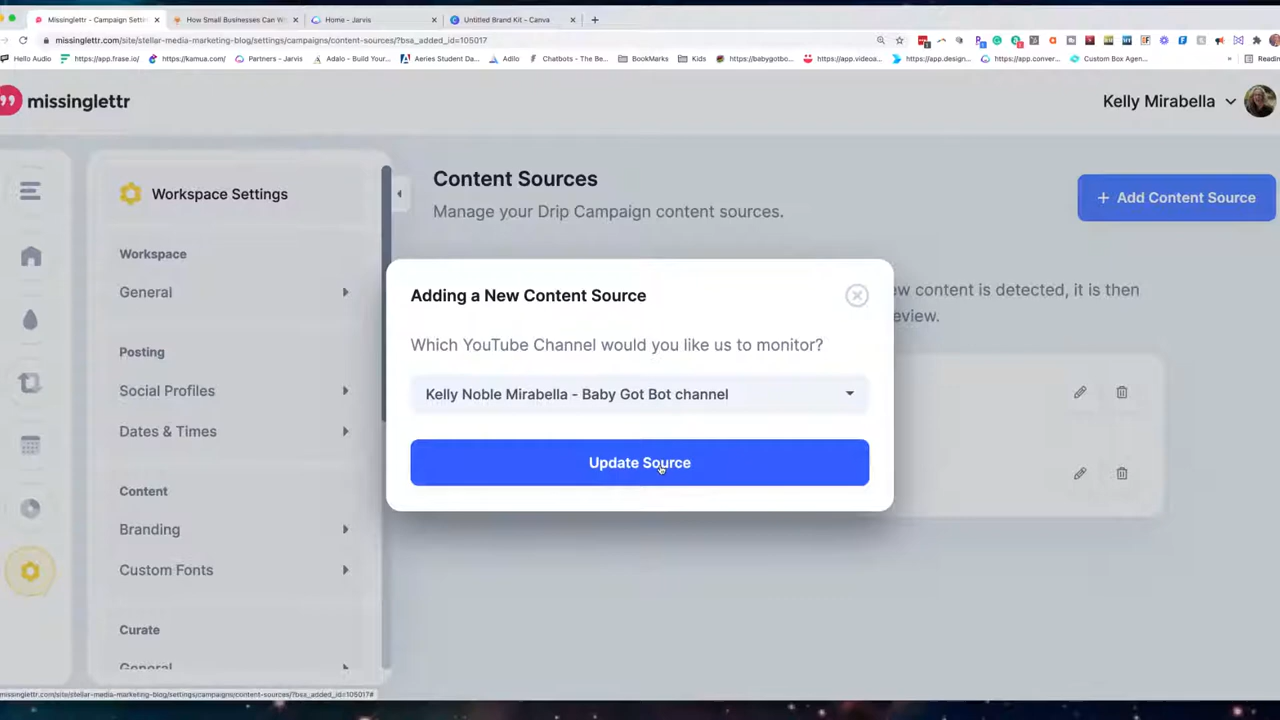 Missinglettr - Campaign Setti
How Small Businesses Can W
Home - Jarvis
Untitled Brand Kit - Canva
missinglettr.com/site/stellar-media-marketing-blog/settings/campaigns/content-sources/?bsa_added_id=105017
Hello Audio
https://app.frase.io/
https://kamua.com/
Partners - Jarvis
Adalo - Build Your...
Aeries Student Da...
Adilo
Chatbots - The Be...
BookMarks
Kids
https://babygotbo...
https://app.videoa...
https://app.design...
https://app.conver...
Custom Box Agen...
»
Readin
missinglettr
Kelly Mirabella
Workspace Settings
Workspace
General
Posting
Social Profiles
Dates & Times
Content
Branding
Custom Fonts
Curate
General
Content Sources
Manage your Drip Campaign content sources.
+ Add Content Source
ew content is detected, it is then
eview.
Adding a New Content Source
Which YouTube Channel would you like us to monitor?
Kelly Noble Mirabella - Baby Got Bot channel
Update Source
missinglettr.com/site/stellar-media-marketing-blog/settings/campaigns/content-sources/?bsa_added_id=105017#